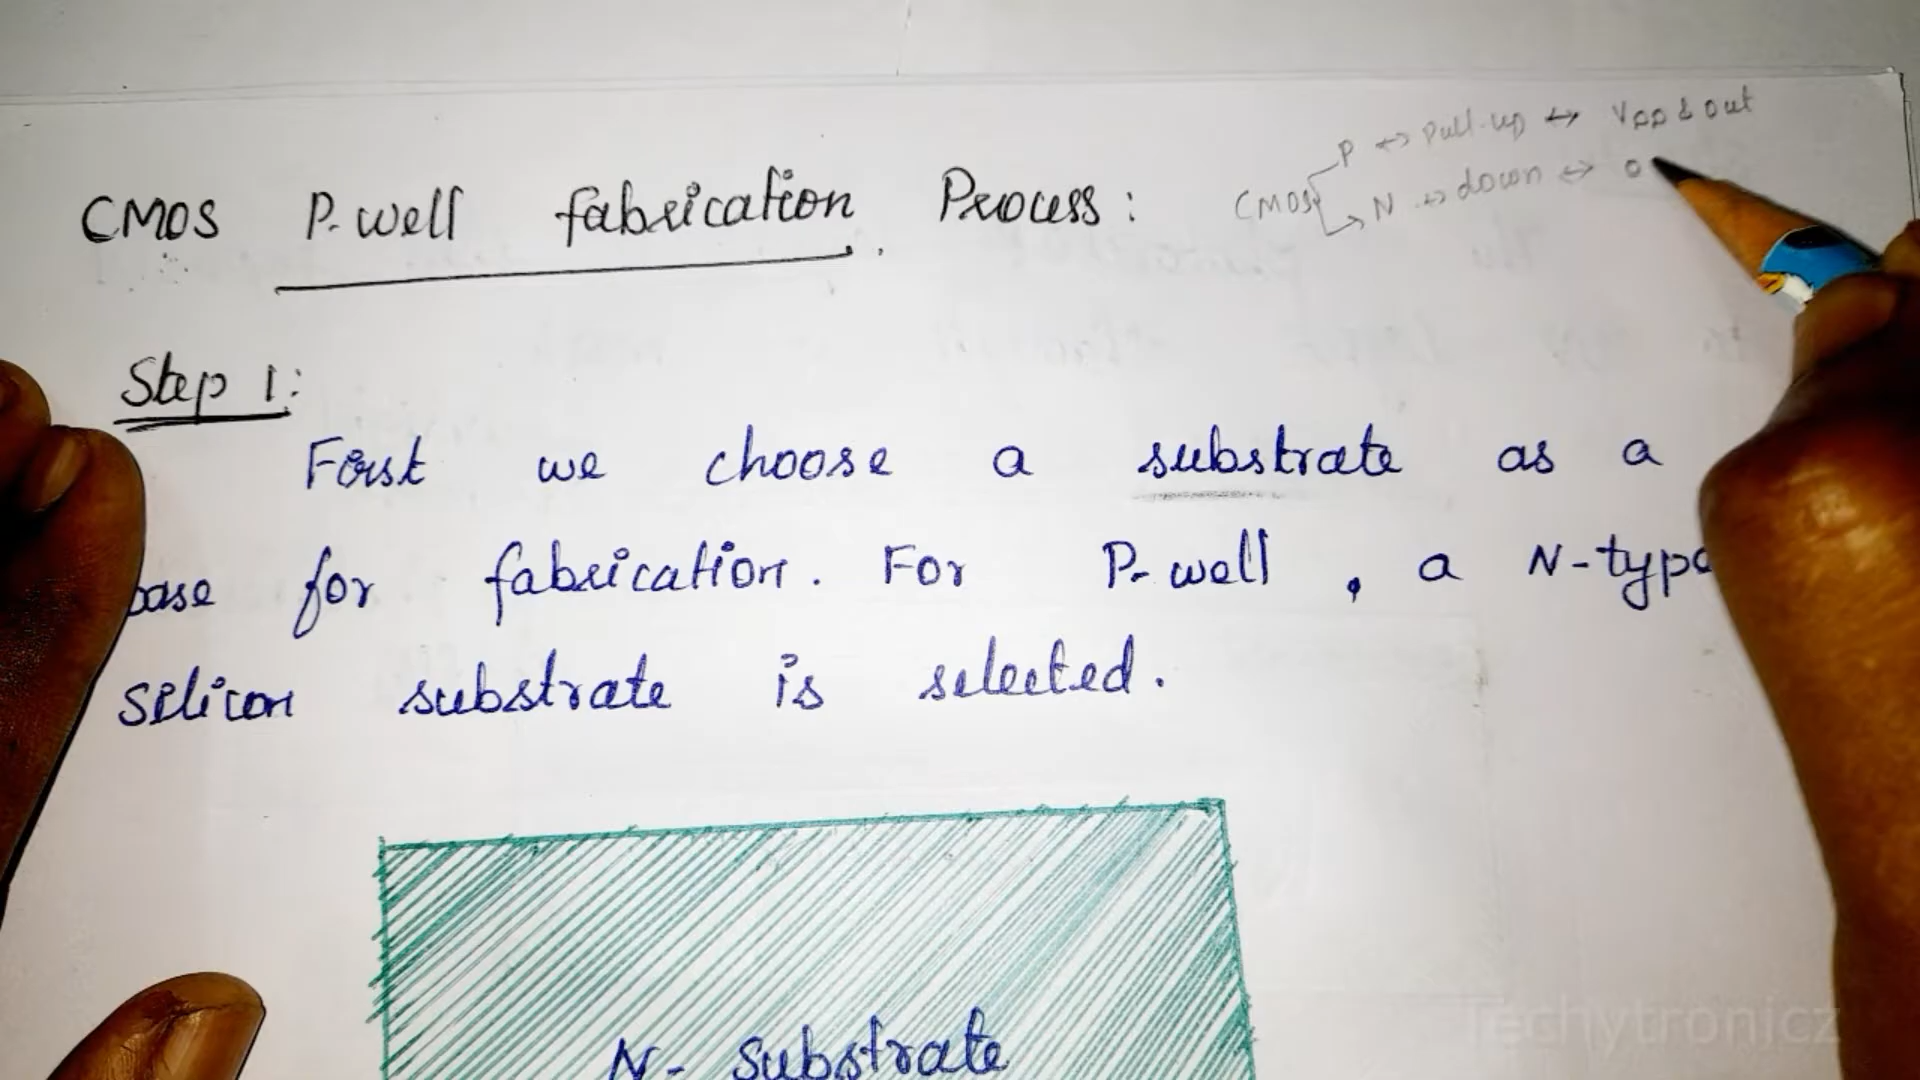 CMOS P-well fabrication Process:
P ↔ pull-up ↔ VDD & out
CMOS
N ↔ down ↔ o
Step 1:
First we choose a substrate as a
base for fabrication. For P-well, a N-type
silicon substrate is selected.
N- substrate
Techytronicz